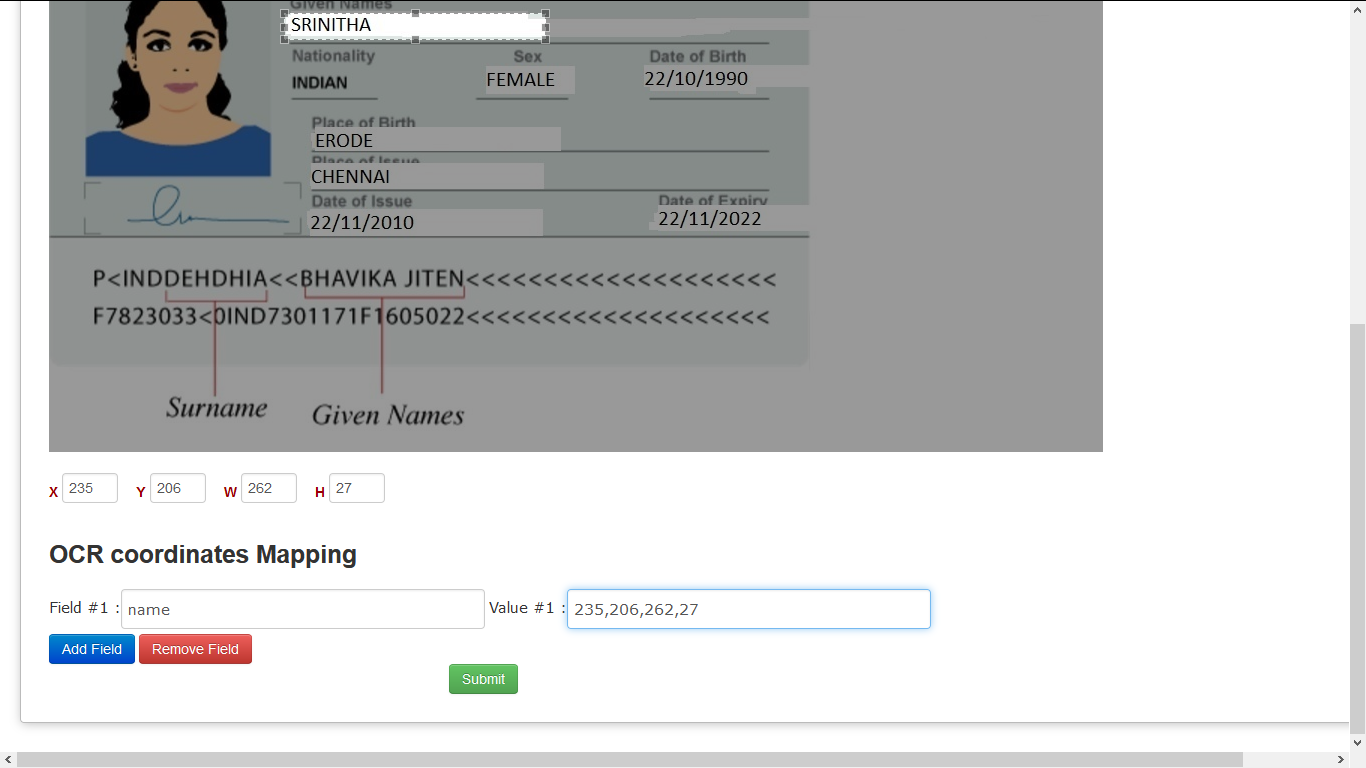 Given Names
SRINITHA
Nationality Sex Date of Birth
INDIAN FEMALE 22/10/1990
Place of Birth
ERODE
Place of Issue
CHENNAI
Date of Issue Date of Expiry
22/11/2010 22/11/2022
P<INDDEHDHIA<<BHAVIKA JITEN<<<<<<<<<<<<<<<<<<<<
F7823033<0IND7301171F1605022<<<<<<<<<<<<<<<<<<<<
Surname Given Names
X 235 Y 206 W 262 H 27
OCR coordinates Mapping
Field #1 : name Value #1 : 235,206,262,27
Add Field Remove Field
Submit